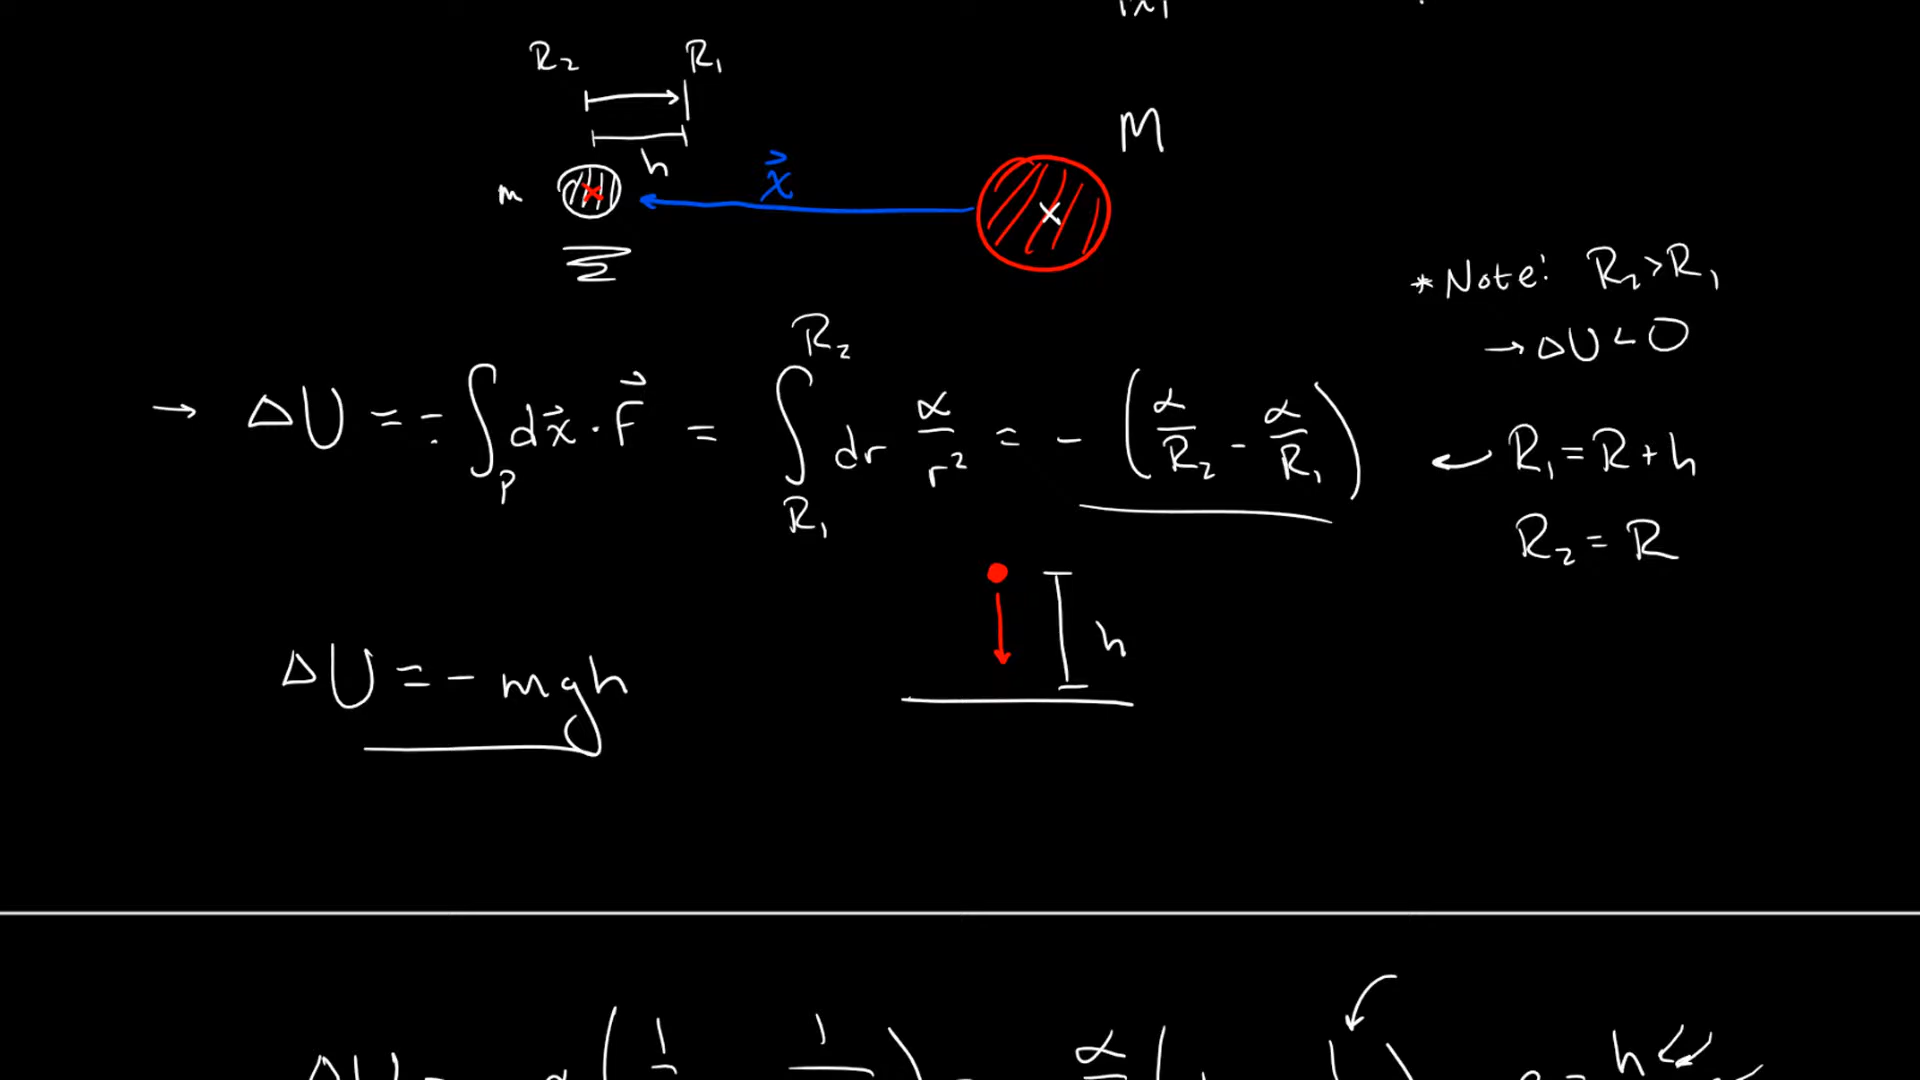 R₂ R₁
M
h
x⃗
m
*Note: R₂>R₁
→ ΔU<0
→ ΔU = -∫ₚ dx⃗ · F⃗ = ∫_{R₁}^{R₂} dr α/r² = - (α/R₂ - α/R₁)
R₁ = R + h
R₂ = R
h
ΔU = - mgh
h <<